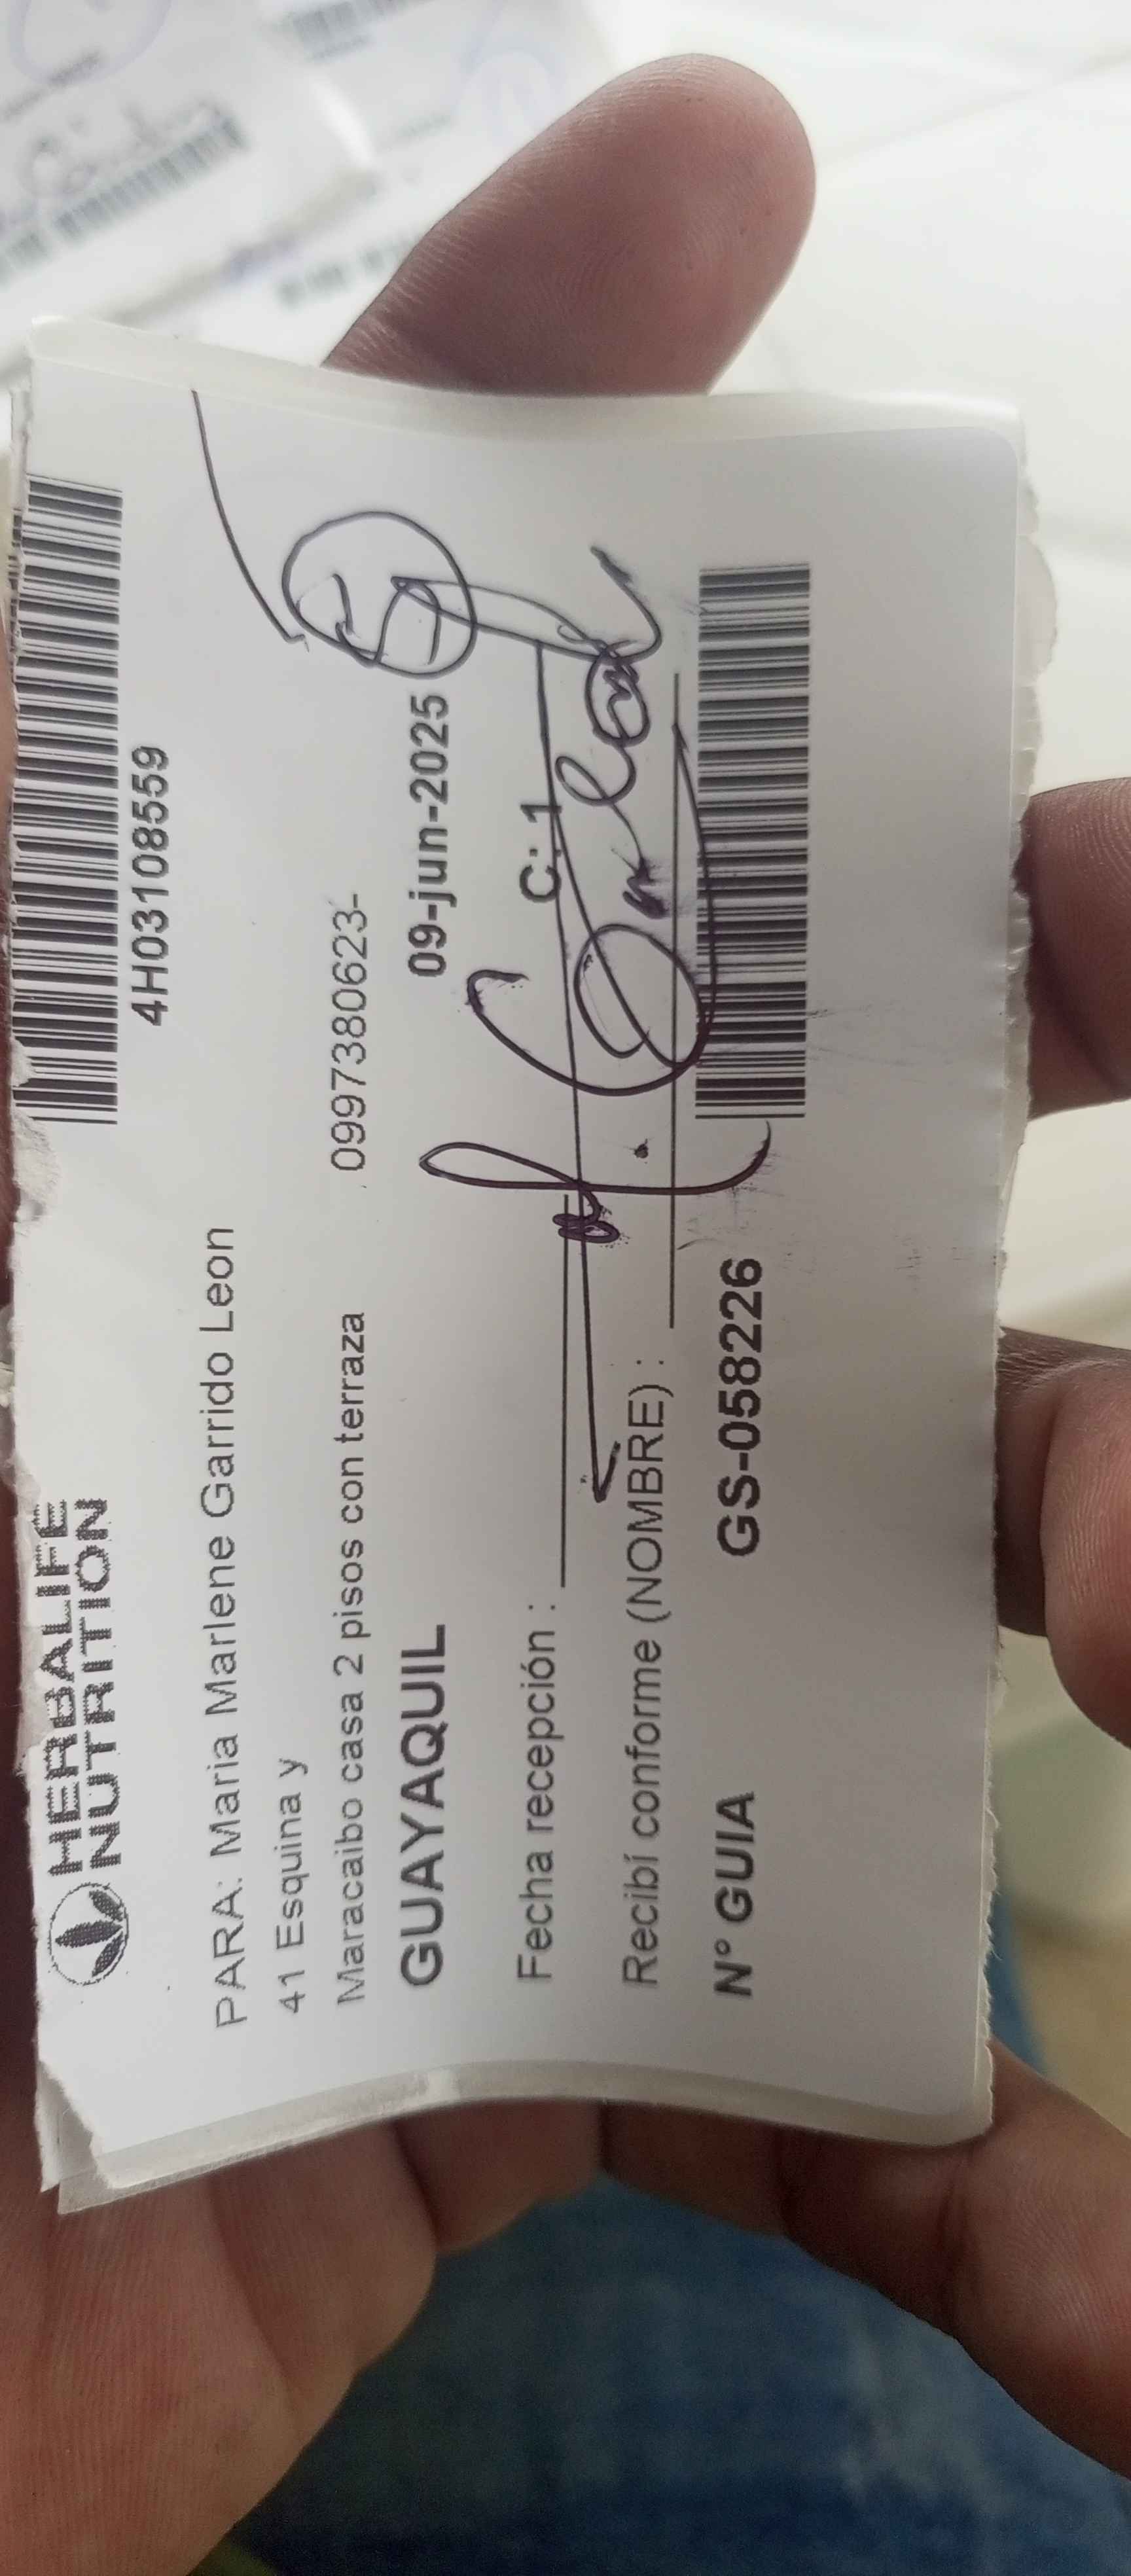 HERBALIFE
NUTRITION
4H03108559
PARA: Maria Marlene Garrido Leon
41 Esquina y
Maracaibo casa 2 pisos con terraza 0997380623-
GUAYAQUIL 09-jun-2025
Fecha recepción : C: 1
Recibí conforme (NOMBRE) :
N° GUIA GS-058226